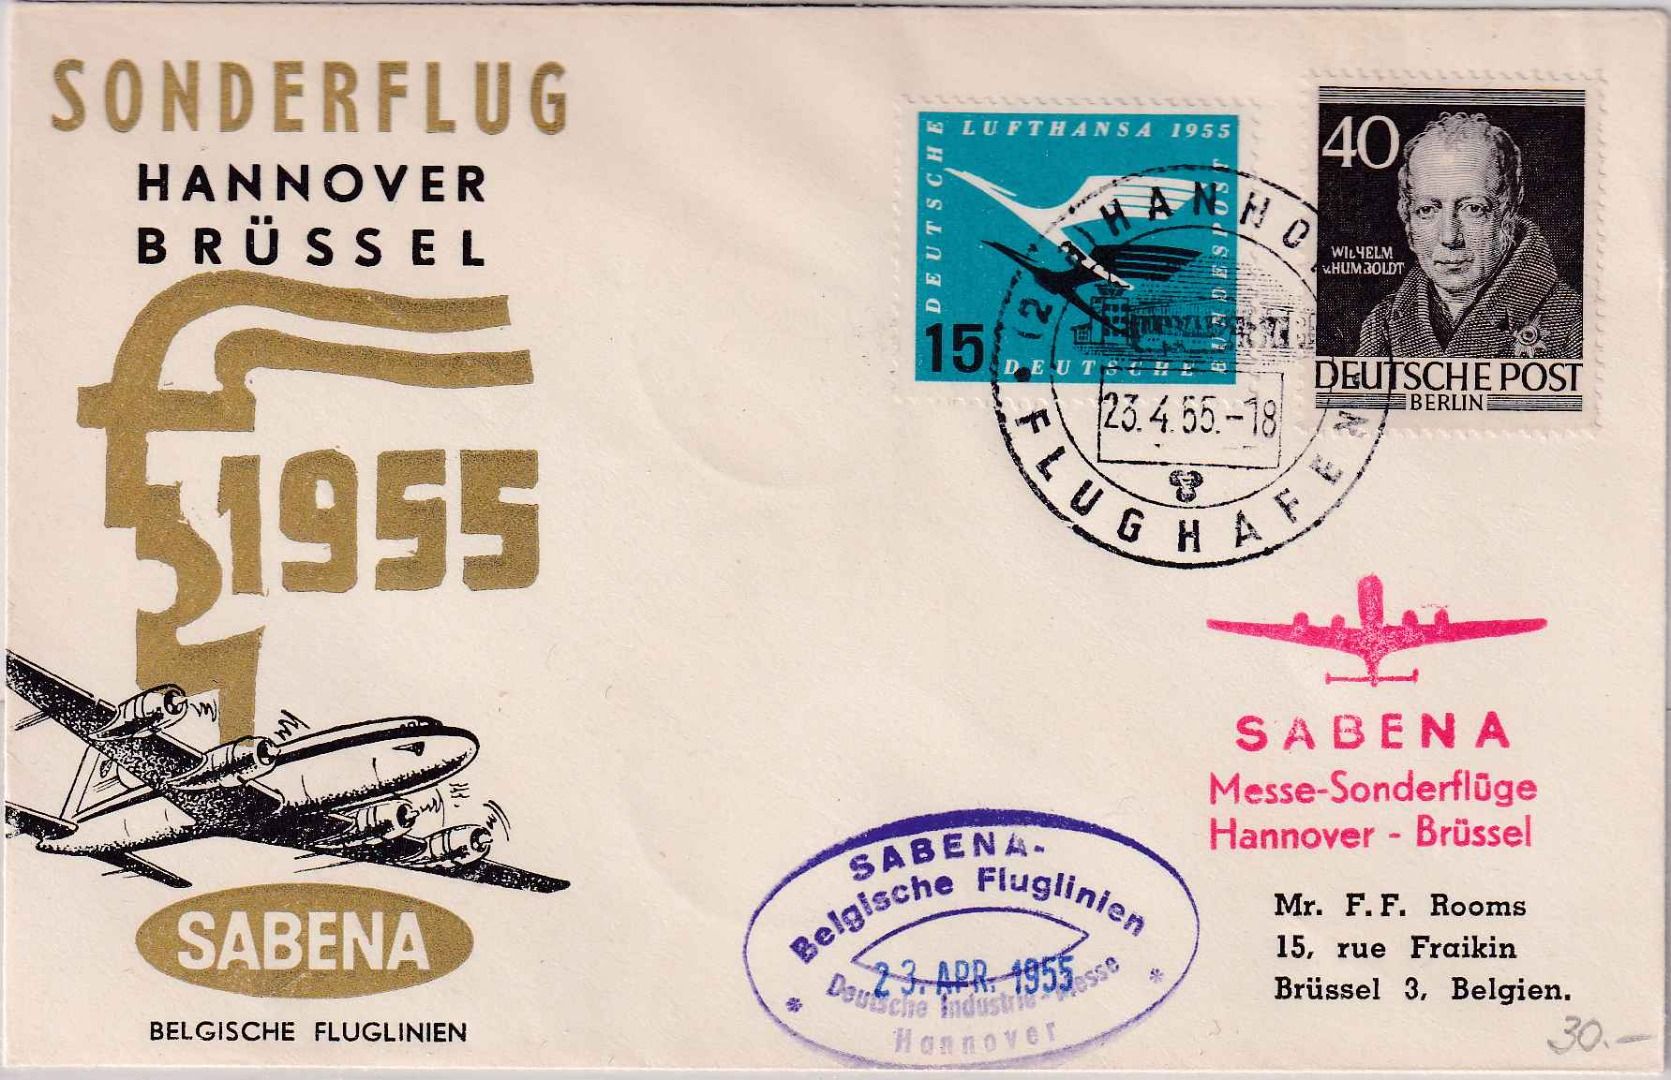 SONDERFLUG
HANNOVER
BRÜSSEL
1955
SABENA
BELGISCHE FLUGLINIEN
LUFTHANSA 1955
DEUTSCHE
BUNDESPOST
15 DEUTSCHE
40
WILHELM
v.HUMBOLDT
DEUTSCHE POST
BERLIN
HANNO
23.4.55.-18
FLUGHAFEN
SABENA
Messe-Sonderflüge
Hannover - Brüssel
SABENA-
Belgische Fluglinien
23. APR. 1955
Deutsche Industrie-Messe
Hannover
Mr. F. F. Rooms
15, rue Fraikin
Brüssel 3, Belgien.
30.-